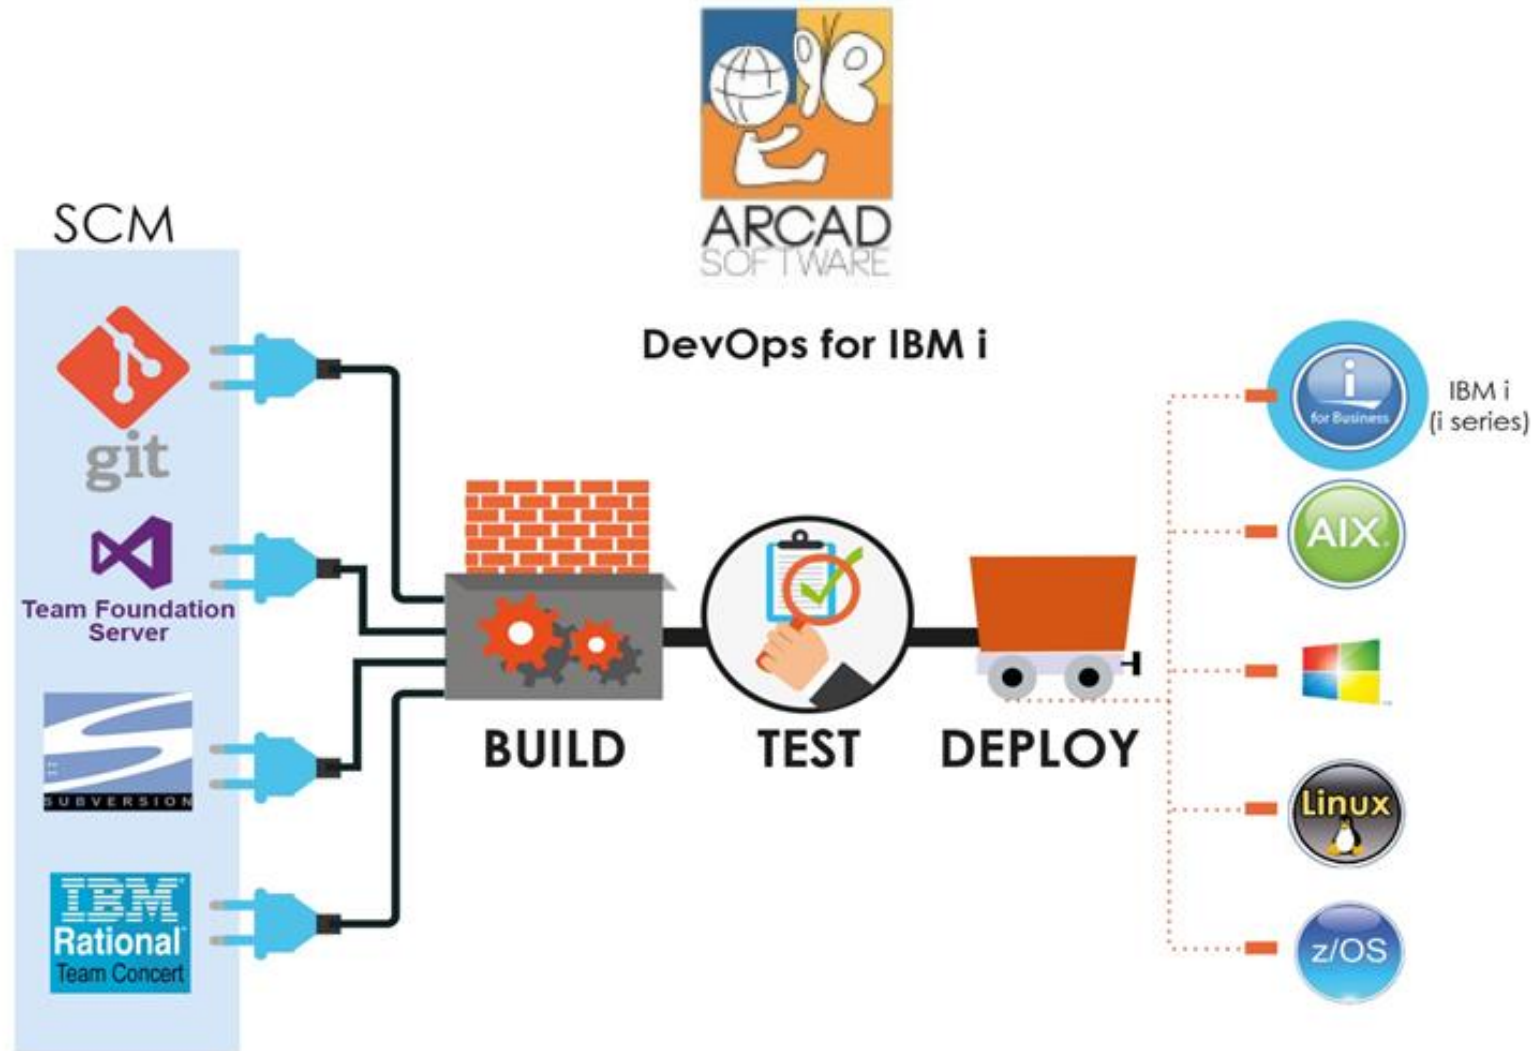 ARCAD
SOFTWARE
DevOps for IBM i
SCM
git
Team Foundation
Server
SUBVERSION
IBM
Rational
Team Concert
BUILD
TEST
DEPLOY
i
for Business
IBM i
(i series)
AIX
Linux
z/OS